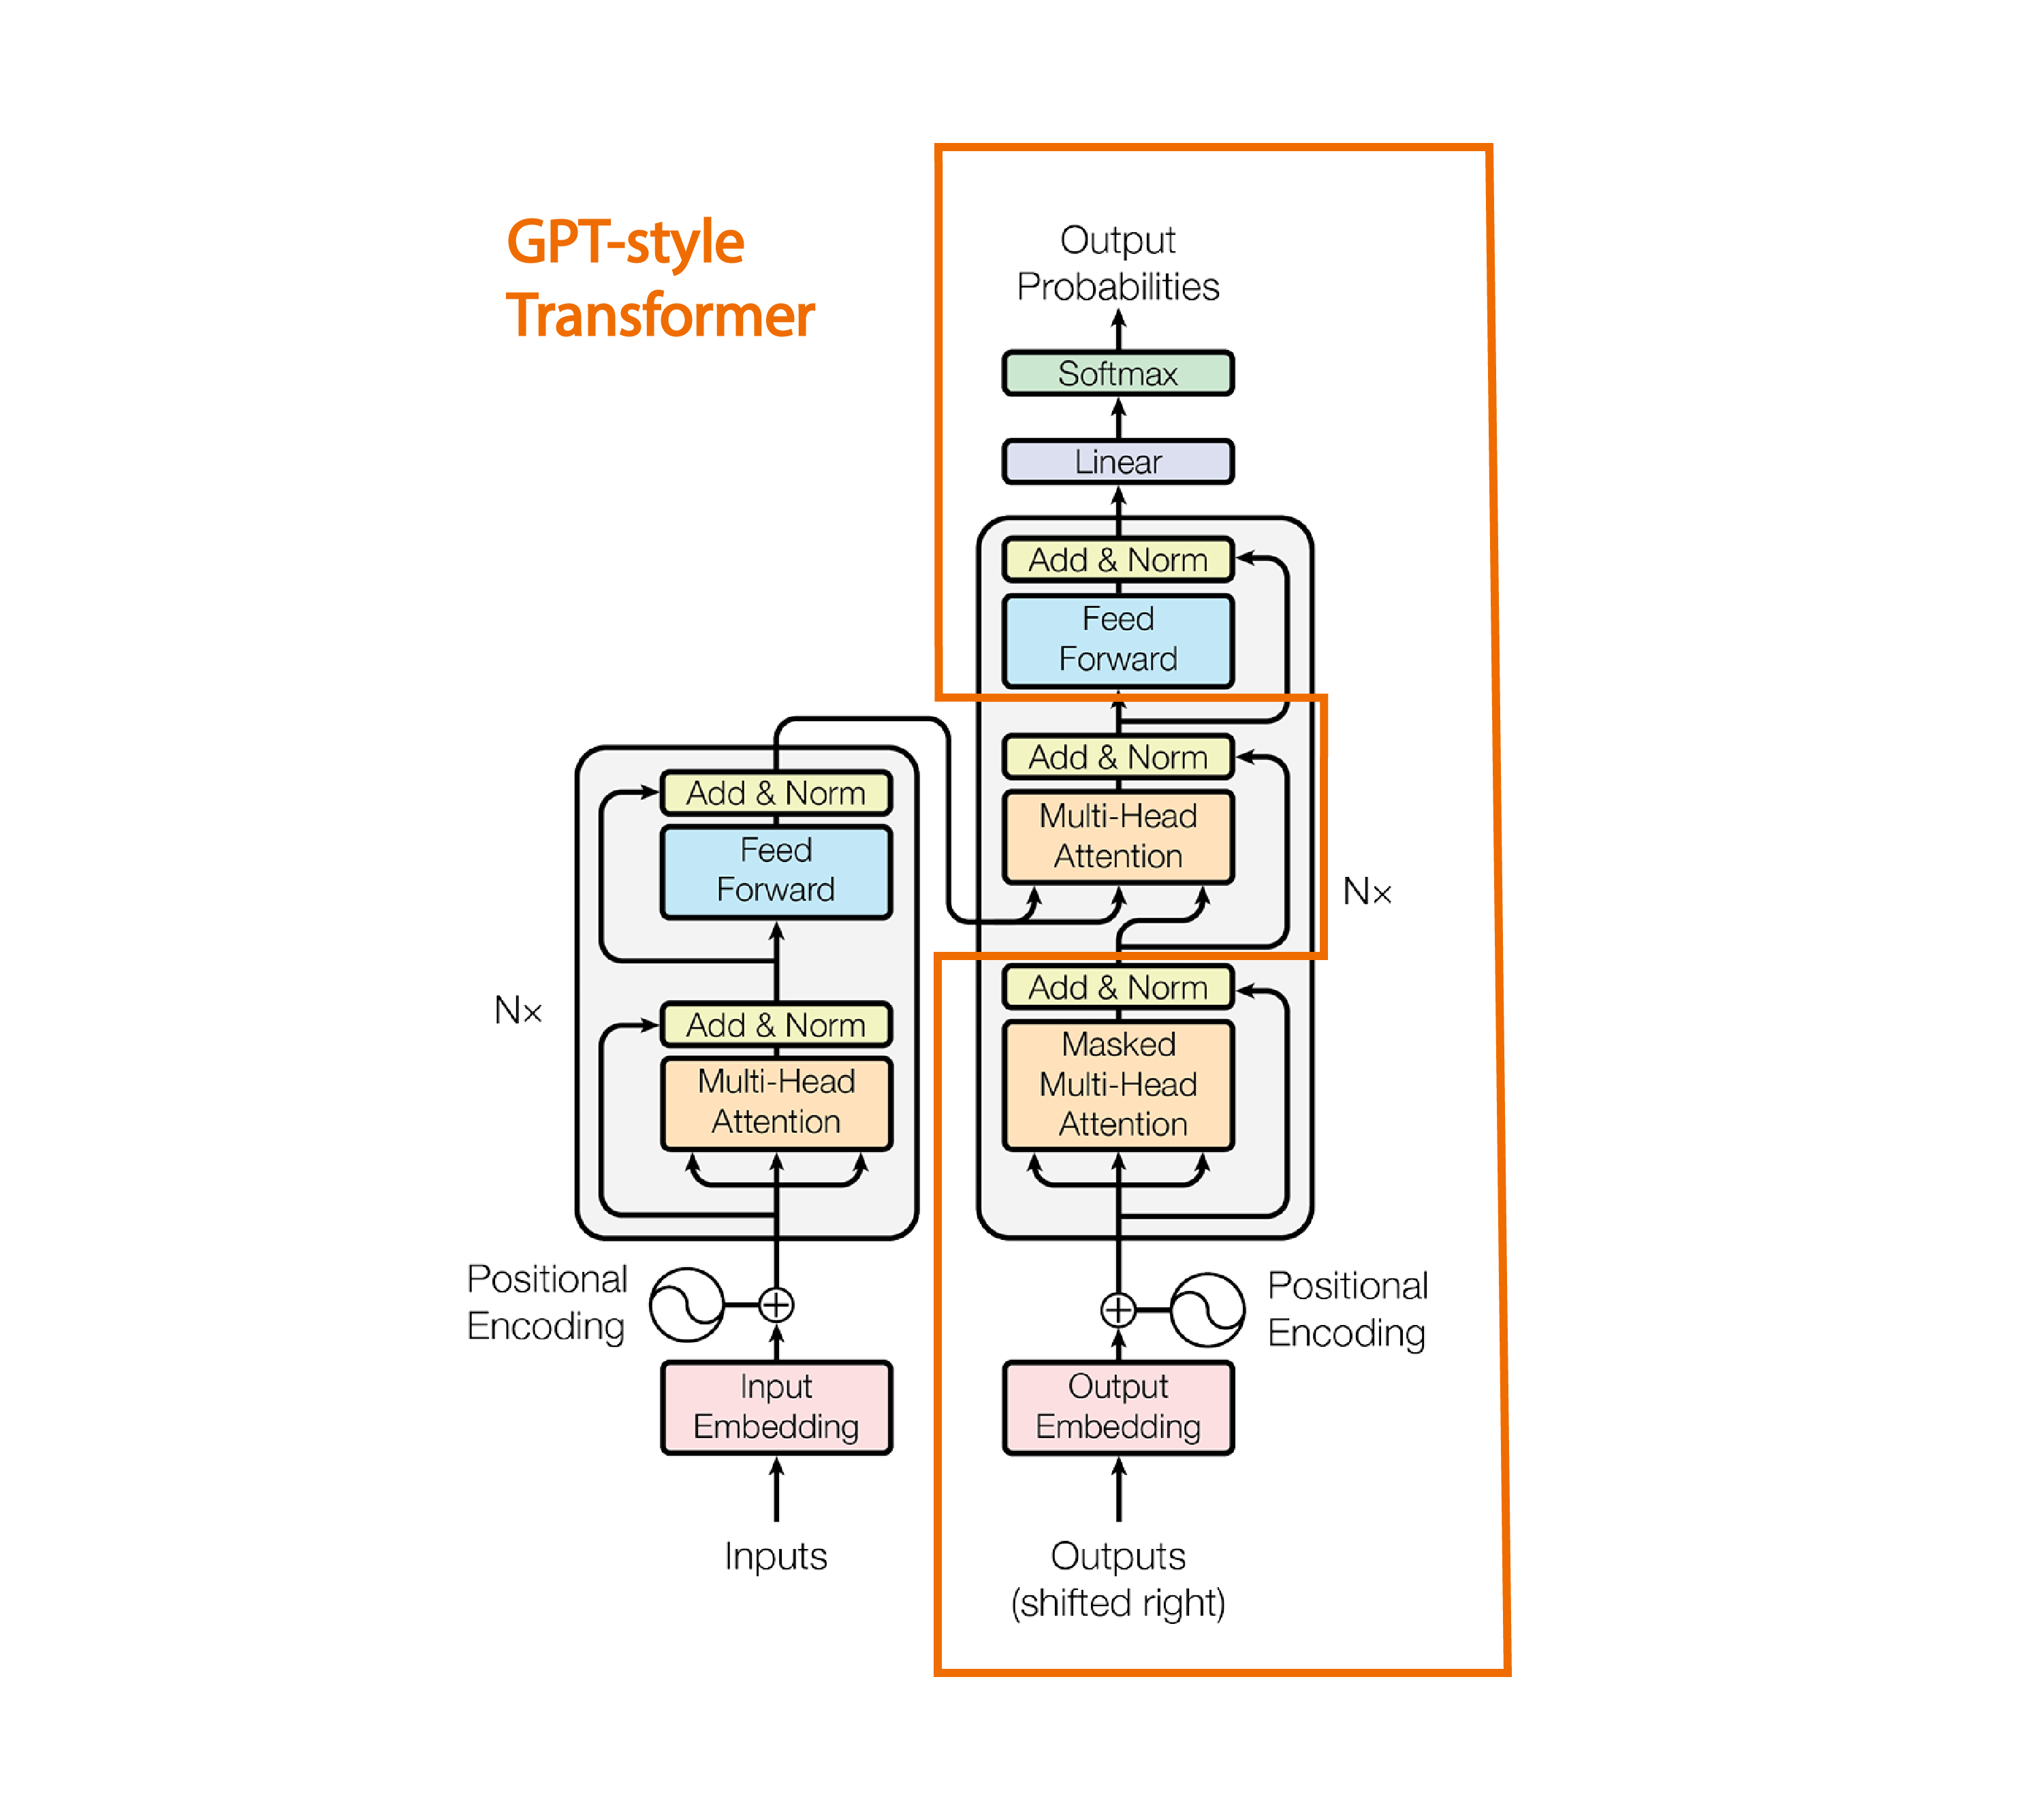 GPT-style
Transformer
Output
Probabilities
Softmax
Linear
Add & Norm
Feed
Forward
Add & Norm
Multi-Head
Attention
N×
Add & Norm
Masked
Multi-Head
Attention
Positional
Encoding
Output
Embedding
Outputs
(shifted right)
Add & Norm
Feed
Forward
N×
Add & Norm
Multi-Head
Attention
Positional
Encoding
Input
Embedding
Inputs